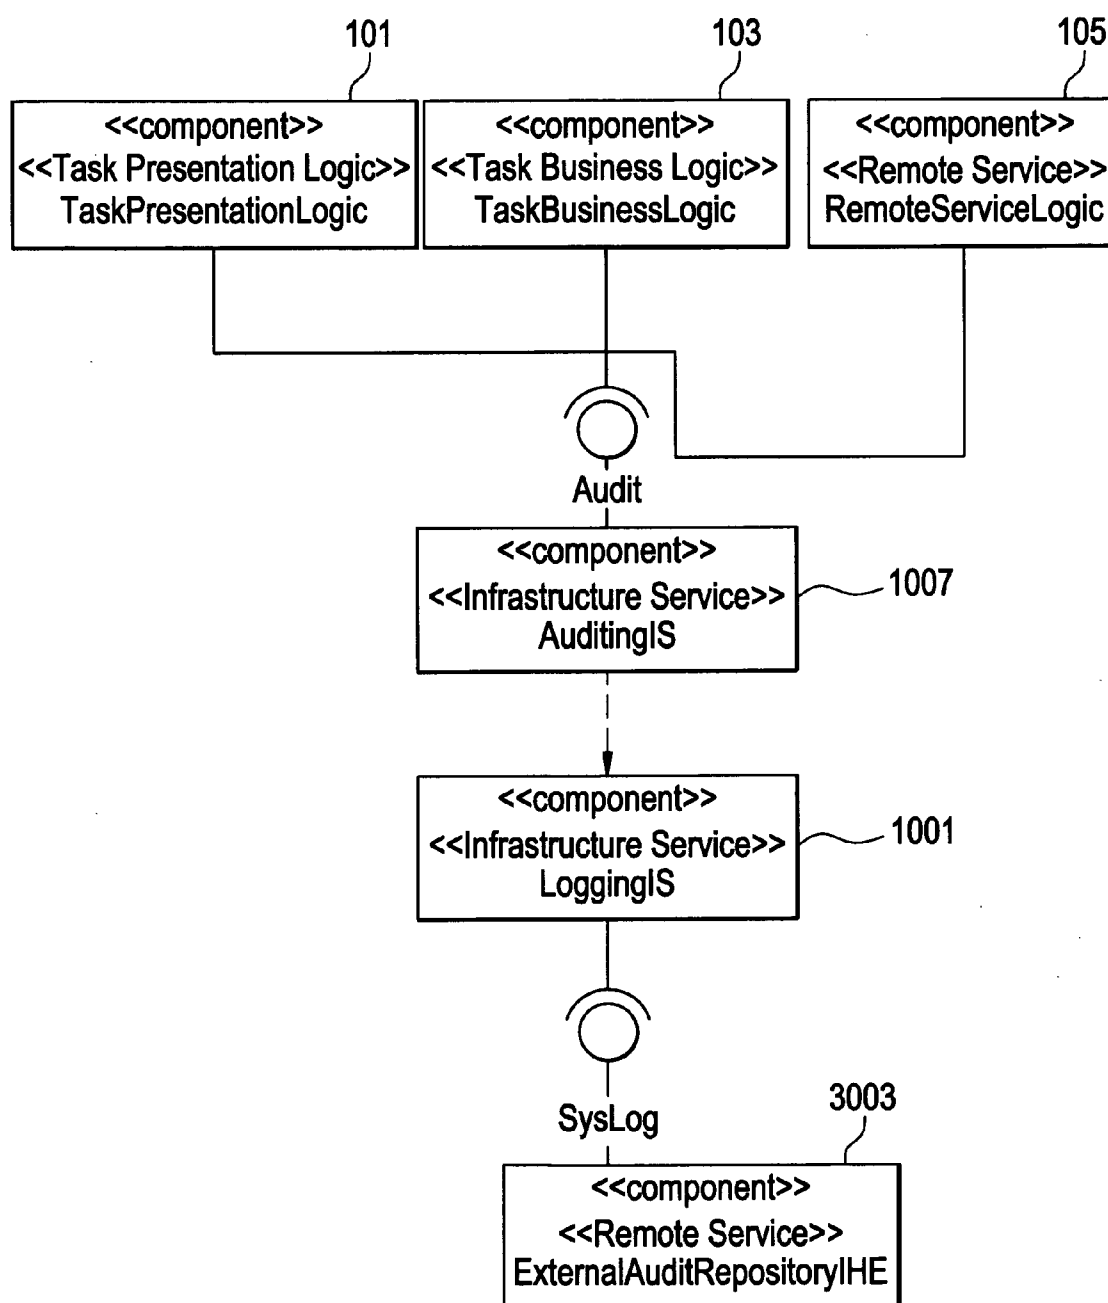 101
103
105
<<component>>
<<Task Presentation Logic>>
TaskPresentationLogic
<<component>>
<<Task Business Logic>>
TaskBusinessLogic
<<component>>
<<Remote Service>>
RemoteServiceLogic
Audit
<<component>>
<<Infrastructure Service>>
AuditingIS
1007
<<component>>
<<Infrastructure Service>>
LoggingIS
1001
SysLog
3003
<<component>>
<<Remote Service>>
ExternalAuditRepositoryIHE